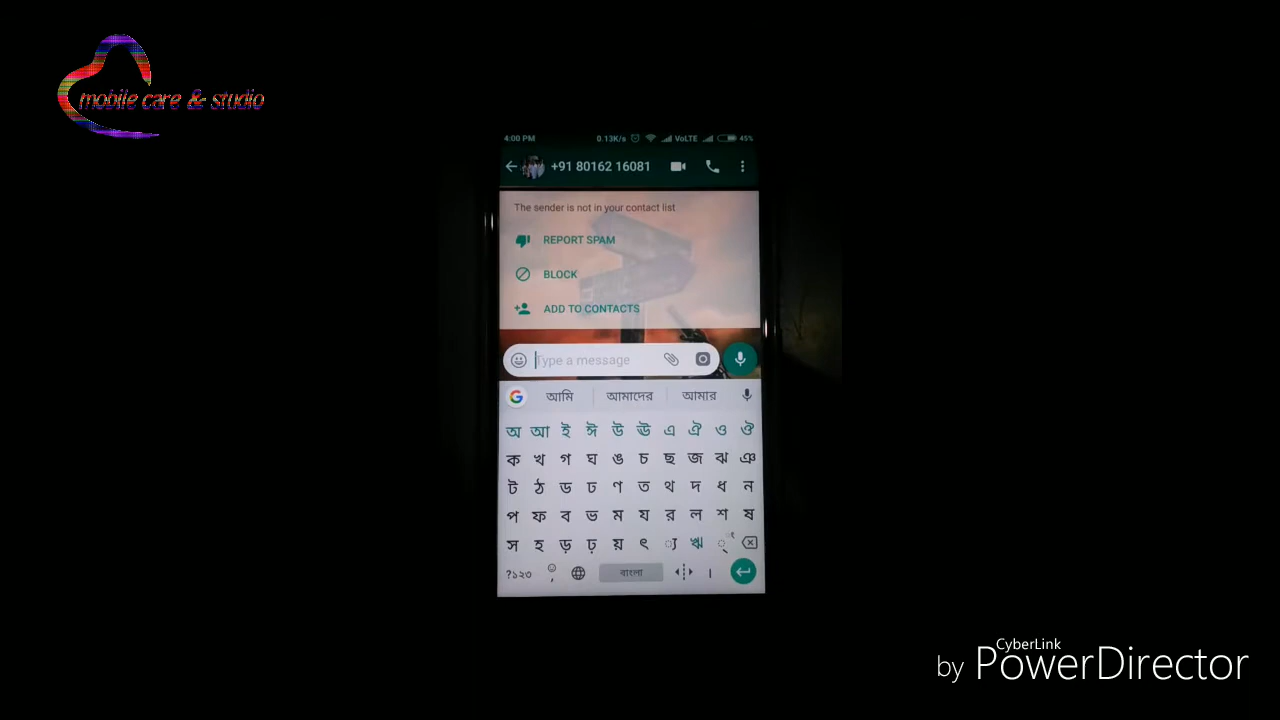 mobile care & studio
4:00 PM 0.13K/s VoLTE 45%
+91 80162 16081
The sender is not in your contact list
REPORT SPAM
BLOCK
ADD TO CONTACTS
Type a message
G আমি আমাদের আমার
অ আ ই ঈ উ ঊ এ ঐ ও ঔ
ক খ গ ঘ ঙ চ ছ জ ঝ ঞ
ট ঠ ড ঢ ণ ত থ দ ধ ন
প ফ ব ভ ম য র ল শ ষ
স হ ড় ঢ় য় ৎ ্য ঋ ্
?১২৩ , বাংলা ।
CyberLink
by PowerDirector